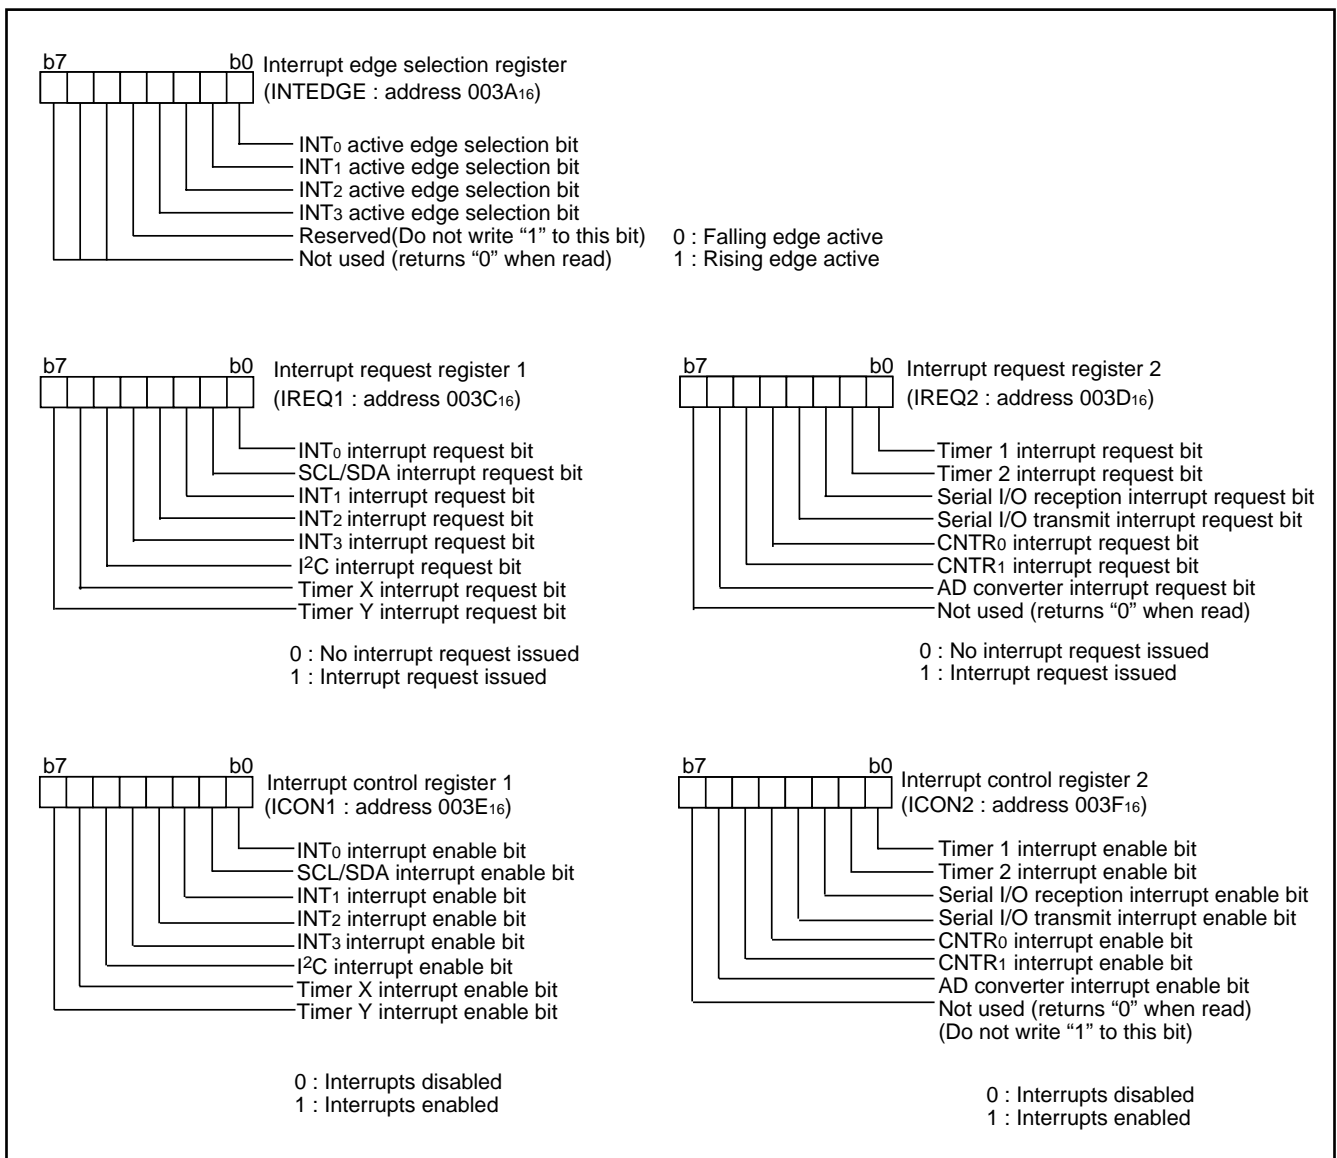 b7 b0 Interrupt edge selection register
(INTEDGE : address 003A16)
INT0 active edge selection bit
INT1 active edge selection bit
INT2 active edge selection bit
INT3 active edge selection bit
Reserved(Do not write “1” to this bit)
Not used (returns “0” when read)
0 : Falling edge active
1 : Rising edge active
b7 b0 Interrupt request register 1
(IREQ1 : address 003C16)
INT0 interrupt request bit
SCL/SDA interrupt request bit
INT1 interrupt request bit
INT2 interrupt request bit
INT3 interrupt request bit
I2C interrupt request bit
Timer X interrupt request bit
Timer Y interrupt request bit
0 : No interrupt request issued
1 : Interrupt request issued
b7 b0 Interrupt request register 2
(IREQ2 : address 003D16)
Timer 1 interrupt request bit
Timer 2 interrupt request bit
Serial I/O reception interrupt request bit
Serial I/O transmit interrupt request bit
CNTR0 interrupt request bit
CNTR1 interrupt request bit
AD converter interrupt request bit
Not used (returns “0” when read)
0 : No interrupt request issued
1 : Interrupt request issued
b7 b0 Interrupt control register 1
(ICON1 : address 003E16)
INT0 interrupt enable bit
SCL/SDA interrupt enable bit
INT1 interrupt enable bit
INT2 interrupt enable bit
INT3 interrupt enable bit
I2C interrupt enable bit
Timer X interrupt enable bit
Timer Y interrupt enable bit
0 : Interrupts disabled
1 : Interrupts enabled
b7 b0 Interrupt control register 2
(ICON2 : address 003F16)
Timer 1 interrupt enable bit
Timer 2 interrupt enable bit
Serial I/O reception interrupt enable bit
Serial I/O transmit interrupt enable bit
CNTR0 interrupt enable bit
CNTR1 interrupt enable bit
AD converter interrupt enable bit
Not used (returns “0” when read)
(Do not write “1” to this bit)
0 : Interrupts disabled
1 : Interrupts enabled